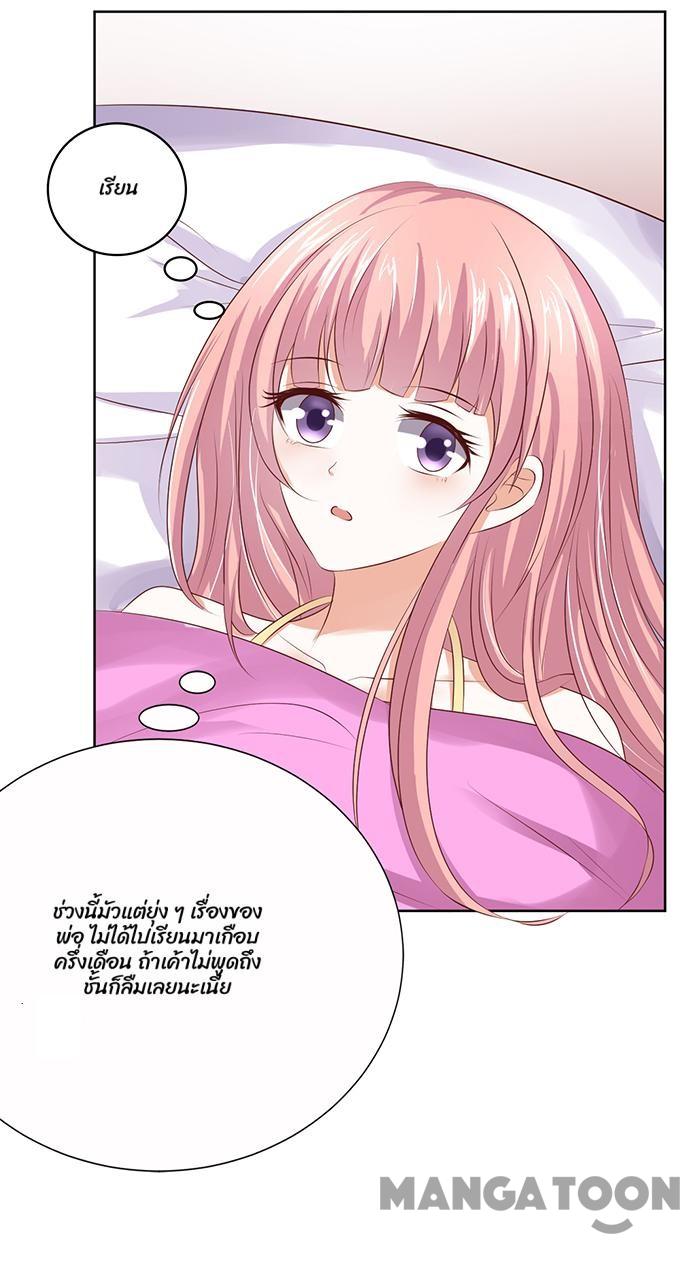 เรียน
ช่วงนี้มัวแต่ยุ่ง ๆ เรื่องของ
พ่อ ไม่ได้ไปเรียนมาเกือบ
ครึ่งเดือน ถ้าเค้าไม่พูดถึง
ชั้นก็ลืมเลยนะเนี่ย
MANGATOON